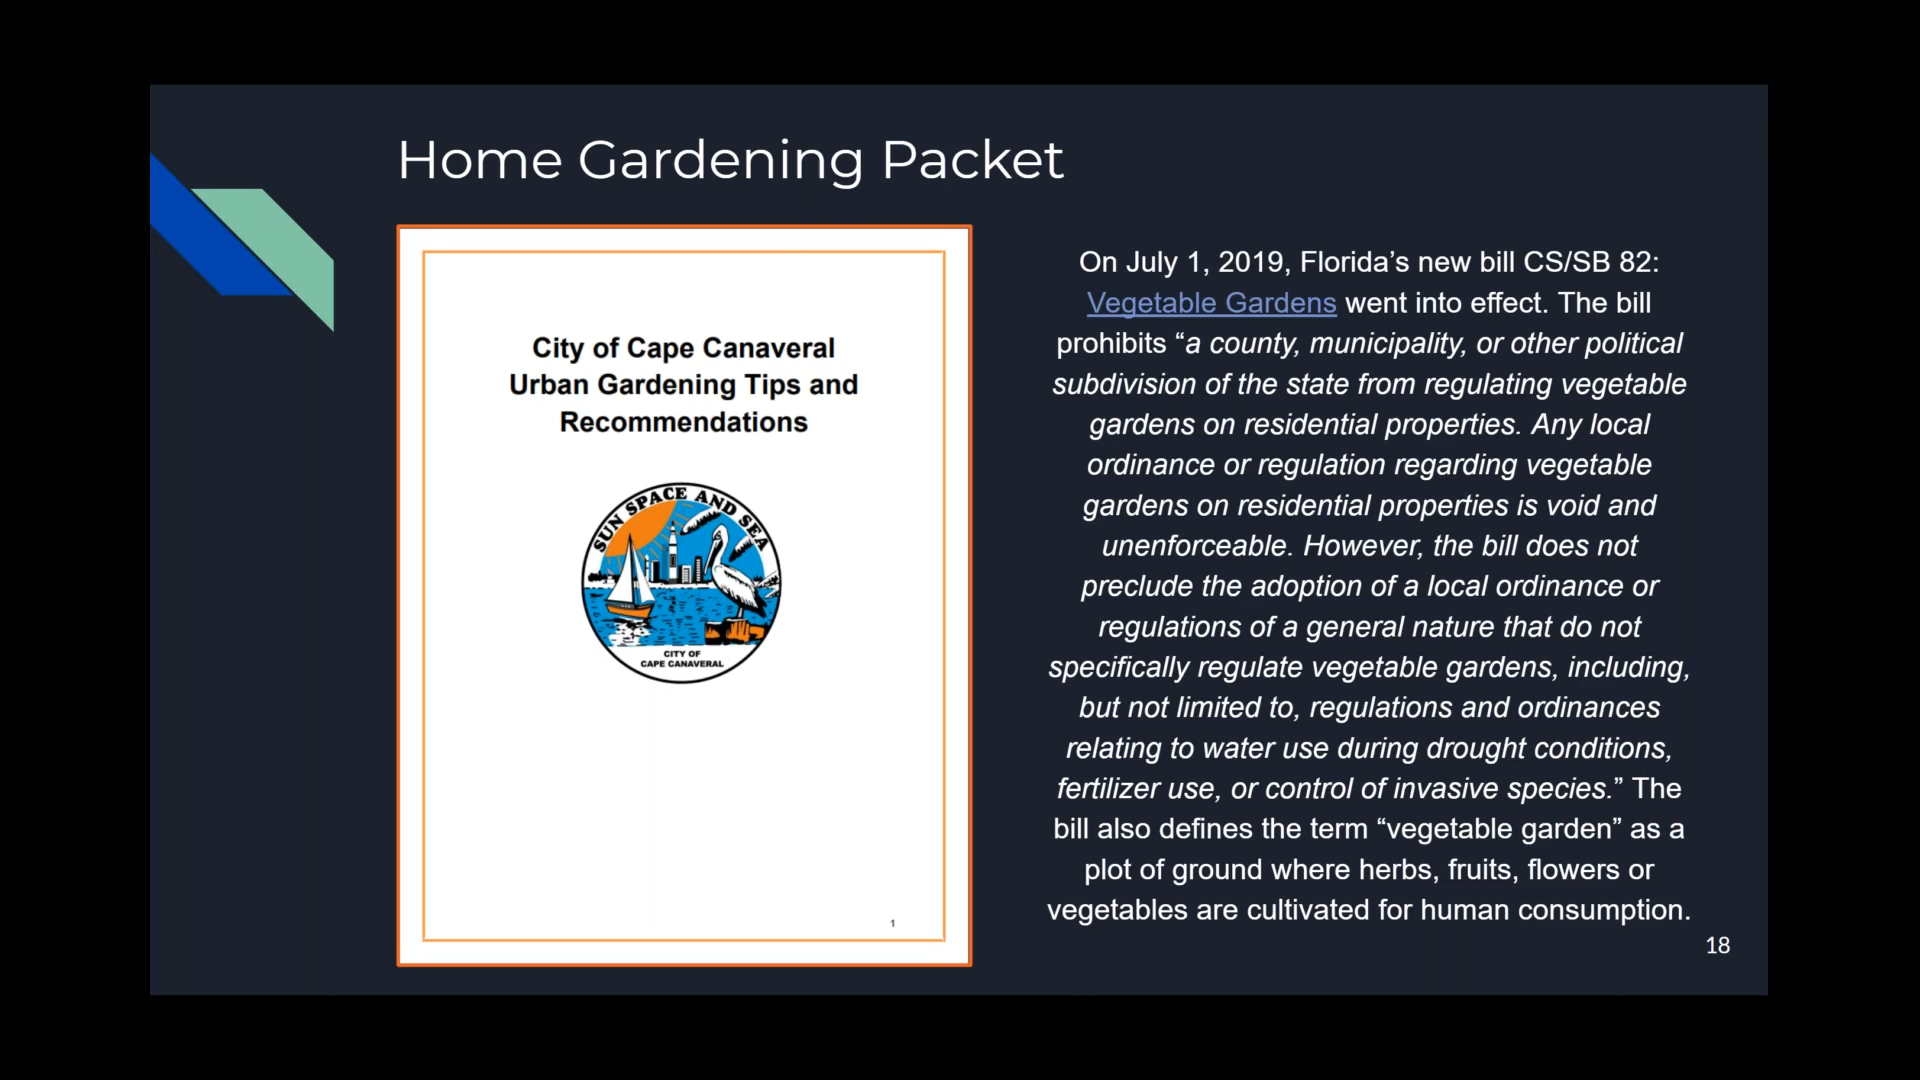 Home Gardening Packet
City of Cape Canaveral
Urban Gardening Tips and
Recommendations
SUN SPACE AND SEA
CITY OF
CAPE CANAVERAL
1
On July 1, 2019, Florida’s new bill CS/SB 82:
Vegetable Gardens went into effect. The bill
prohibits “a county, municipality, or other political
subdivision of the state from regulating vegetable
gardens on residential properties. Any local
ordinance or regulation regarding vegetable
gardens on residential properties is void and
unenforceable. However, the bill does not
preclude the adoption of a local ordinance or
regulations of a general nature that do not
specifically regulate vegetable gardens, including,
but not limited to, regulations and ordinances
relating to water use during drought conditions,
fertilizer use, or control of invasive species.” The
bill also defines the term “vegetable garden” as a
plot of ground where herbs, fruits, flowers or
vegetables are cultivated for human consumption.
18